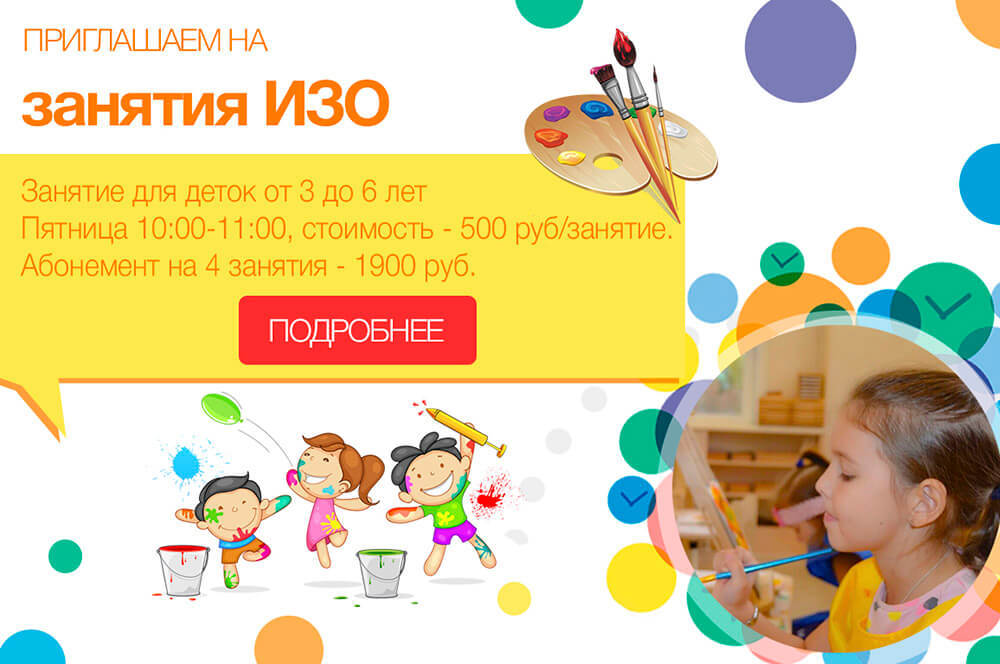 ПРИГЛАШАЕМ НА
занятия ИЗО
Занятие для деток от 3 до 6 лет
Пятница 10:00-11:00, стоимость - 500 руб/занятие.
Абонемент на 4 занятия - 1900 руб.
ПОДРОБНЕЕ